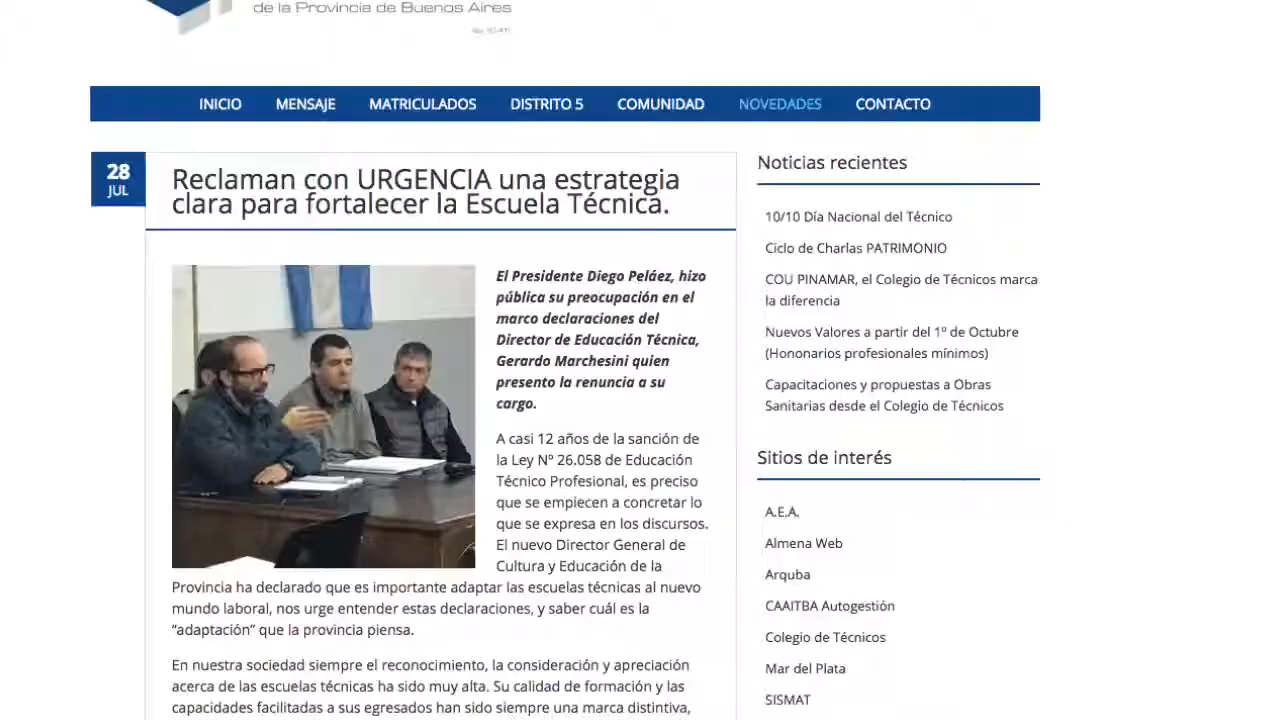 de la Provincia de Buenos Aires
INICIO MENSAJE MATRICULADOS DISTRITO 5 COMUNIDAD NOVEDADES CONTACTO
28
JUL
Reclaman con URGENCIA una estrategia
clara para fortalecer la Escuela Técnica.
El Presidente Diego Peláez, hizo
pública su preocupación en el
marco declaraciones del
Director de Educación Técnica,
Gerardo Marchesini quien
presento la renuncia a su
cargo.
A casi 12 años de la sanción de
la Ley Nº 26.058 de Educación
Técnico Profesional, es preciso
que se empiecen a concretar lo
que se expresa en los discursos.
El nuevo Director General de
Cultura y Educación de la
Provincia ha declarado que es importante adaptar las escuelas técnicas al nuevo
mundo laboral, nos urge entender estas declaraciones, y saber cuál es la
“adaptación” que la provincia piensa.
En nuestra sociedad siempre el reconocimiento, la consideración y apreciación
acerca de las escuelas técnicas ha sido muy alta. Su calidad de formación y las
capacidades facilitadas a sus egresados han sido siempre una marca distintiva,
Noticias recientes
10/10 Día Nacional del Técnico
Ciclo de Charlas PATRIMONIO
COU PINAMAR, el Colegio de Técnicos marca
la diferencia
Nuevos Valores a partir del 1º de Octubre
(Hononarios profesionales mínimos)
Capacitaciones y propuestas a Obras
Sanitarias desde el Colegio de Técnicos
Sitios de interés
A.E.A.
Almena Web
Arquba
CAAITBA Autogestión
Colegio de Técnicos
Mar del Plata
SISMAT